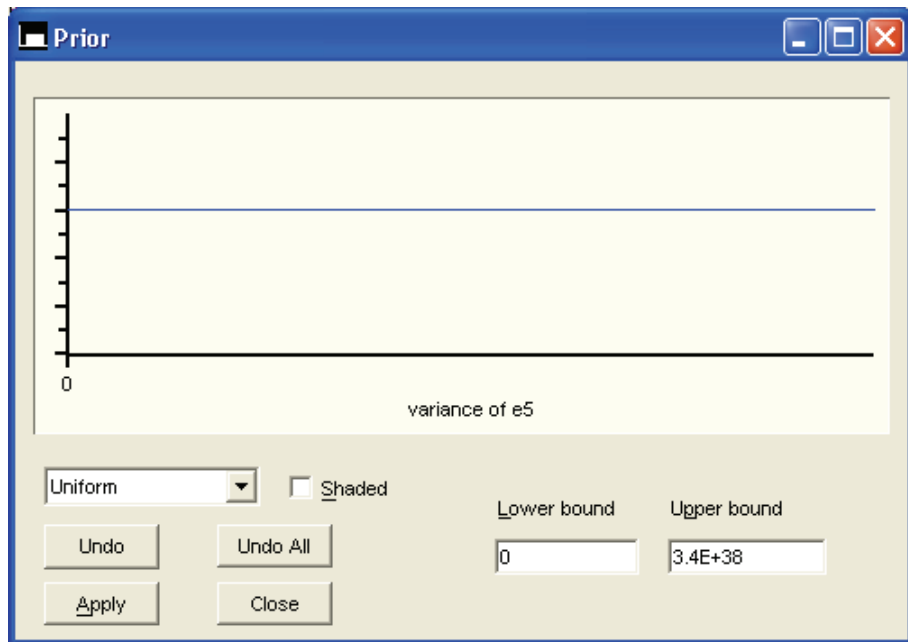 Prior
0
variance of e5
Uniform
Shaded
Lower bound Upper bound
Undo Undo All
0 3.4E+38
Apply Close